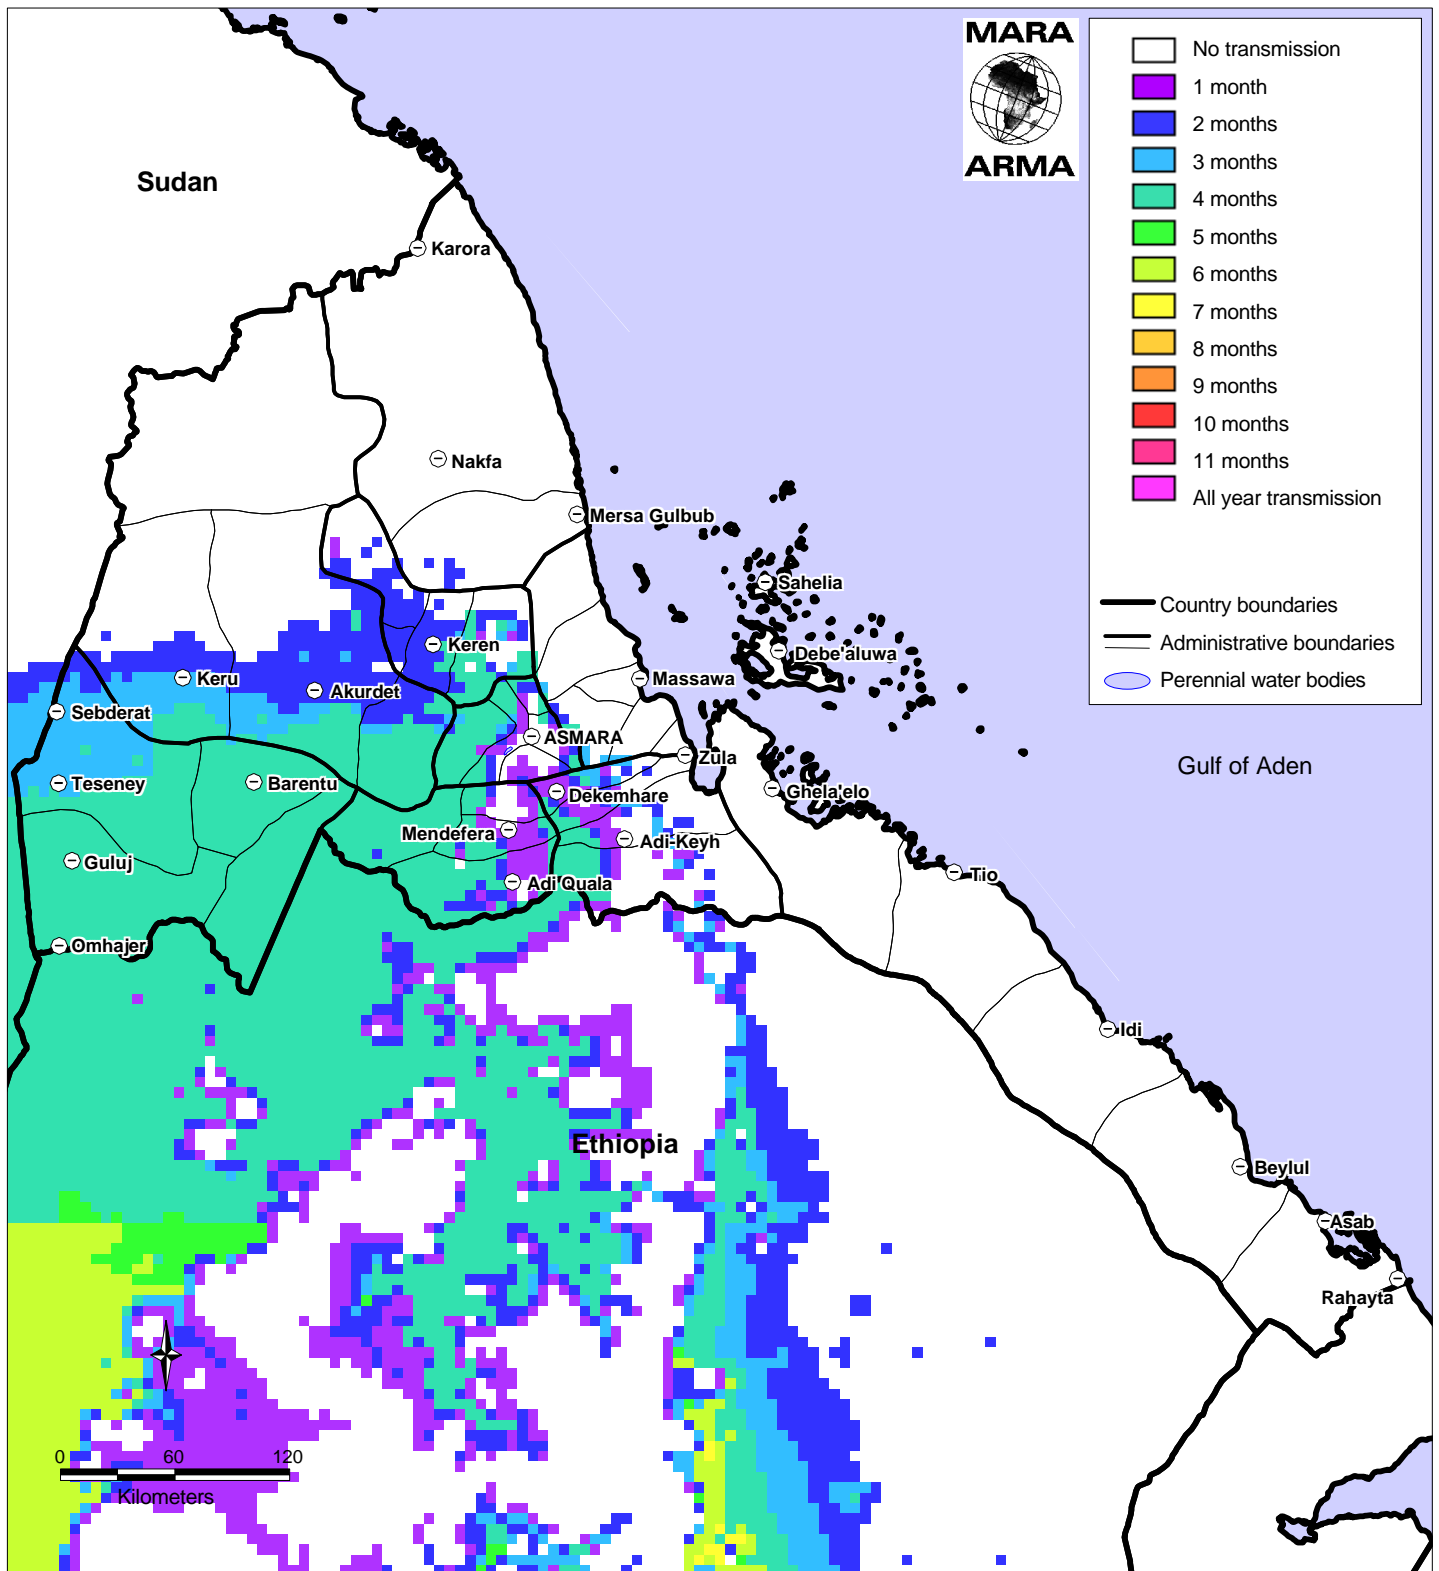 MARA
ARMA
No transmission
1 month
2 months
3 months
4 months
5 months
6 months
7 months
8 months
9 months
10 months
11 months
All year transmission
Country boundaries
Administrative boundaries
Perennial water bodies
Sudan
Karora
Nakfa
Mersa Gulbub
Sahelia
Keren
Debe'aluwa
Keru
Akurdet
Massawa
Sebderat
ASMARA
Zula
Gulf of Aden
Teseney
Barentu
Dekemhare
Ghela'elo
Mendefera
Adi-Keyh
Guluj
Adi'Quala
Tio
Omhajer
Idi
Ethiopia
Beylul
Asab
Rahayta
0 60 120
Kilometers